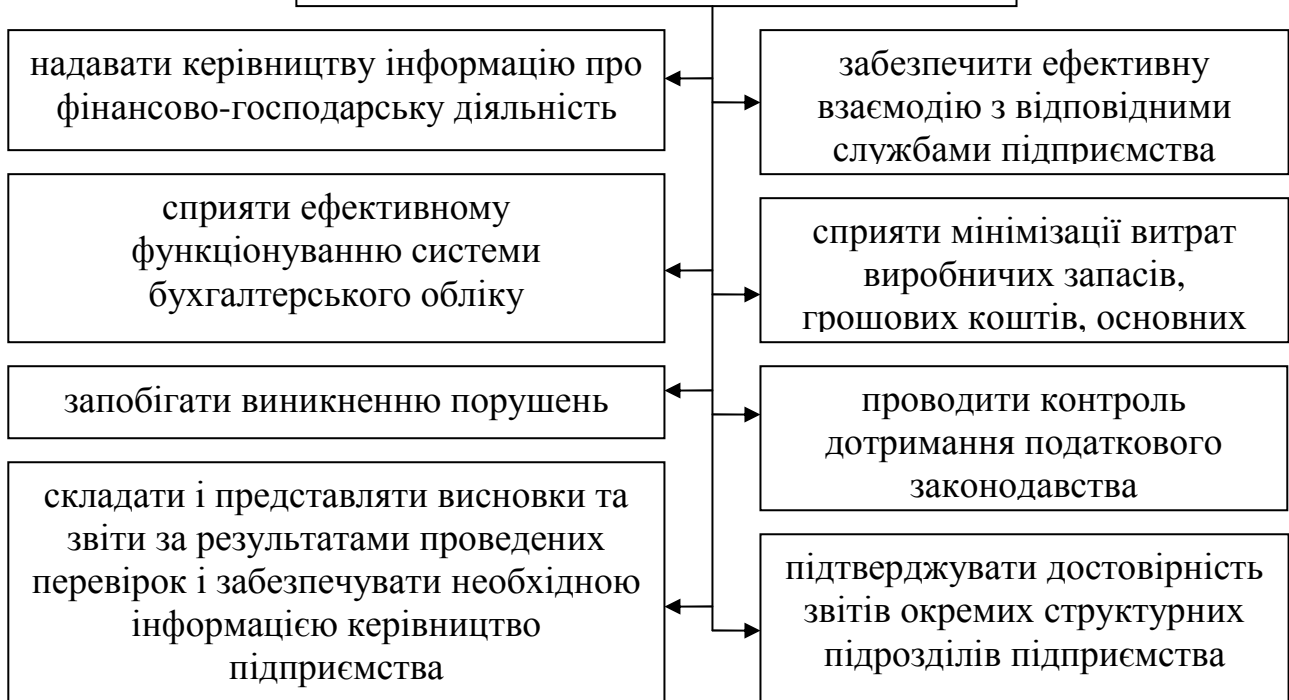 надавати керівництву інформацію про
фінансово-господарську діяльність
сприяти ефективному
функціонуванню системи
бухгалтерського обліку
запобігати виникненню порушень
складати і представляти висновки та
звіти за результатами проведених
перевірок і забезпечувати необхідною
інформацією керівництво
підприємства
забезпечити ефективну
взаємодію з відповідними
службами підприємства
сприяти мінімізації витрат
виробничих запасів,
грошових коштів, основних
проводити контроль
дотримання податкового
законодавства
підтверджувати достовірність
звітів окремих структурних
підрозділів підприємства